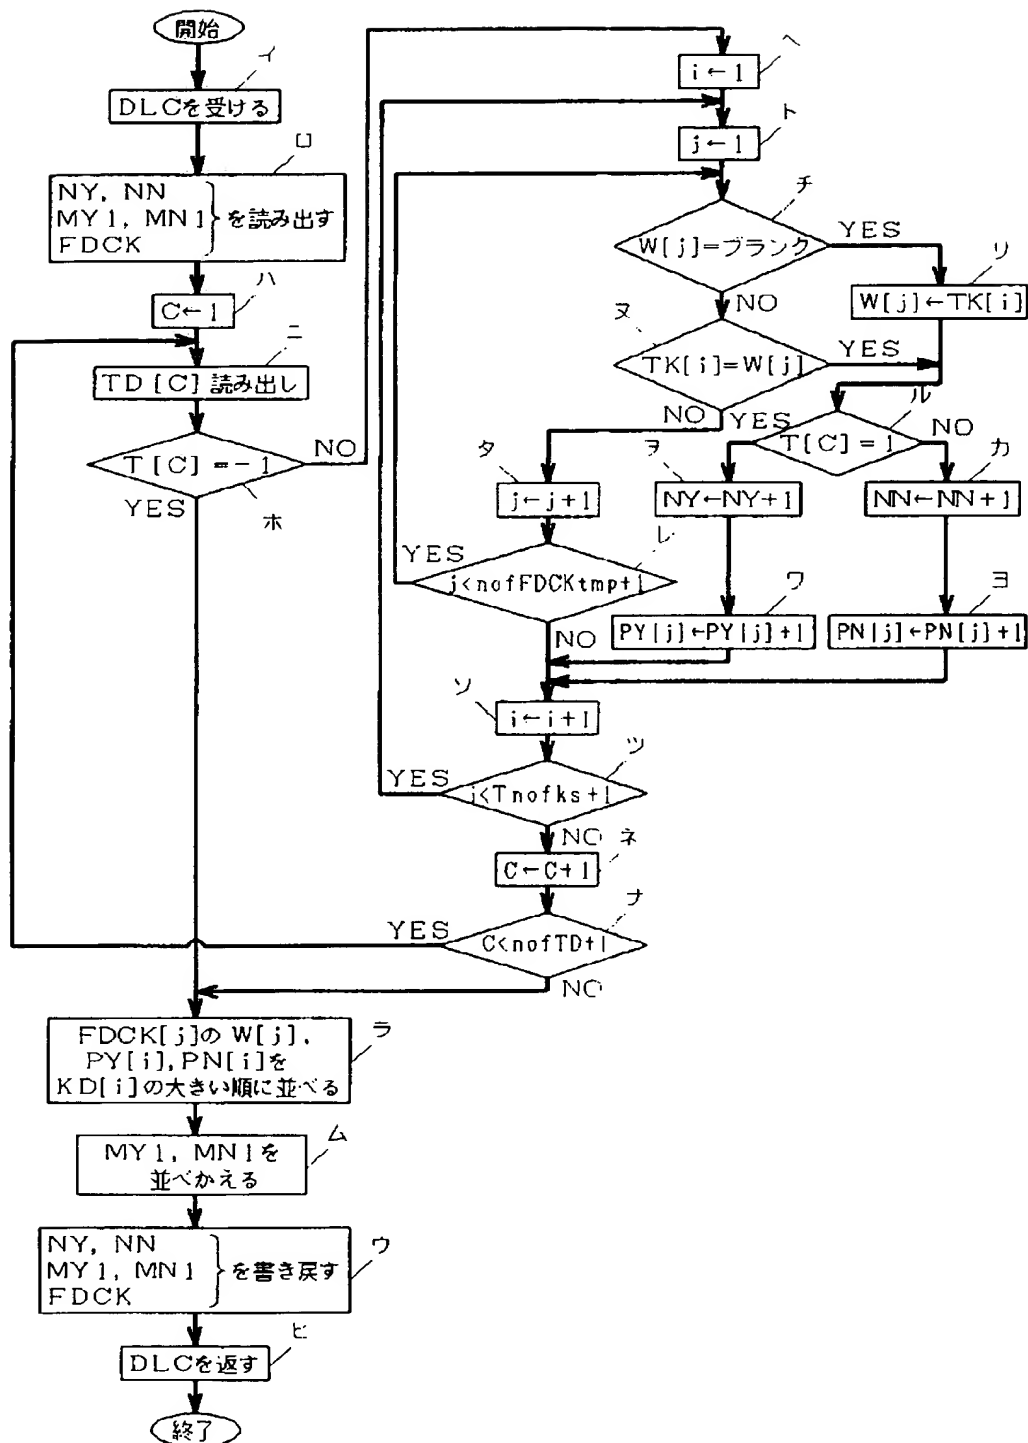 開始
イ
DLCを受ける
ロ
NY, NN
MY1, MN1 を読み出す
FDCK
ハ
C←1
ニ
TD[C]読み出し
T[C]=-1
NO
YES
ホ
ヘ
i←1
ト
j←1
チ
W[j]=ブランク
YES
NO
リ
W[j]←TK[i]
ヌ
TK[i]=W[j]
YES
NO
ル
T[C]=1
YES
NO
ヲ
NY←NY+1
カ
NN←NN+1
タ
j←j+1
レ
YES
j<nofFDCKtmp+1
NO
ワ
PY[j]←PY[j]+1
ヨ
PN[j]←PN[j]+1
ソ
i←i+1
ツ
YES
i<Tnofks+1
NO
ネ
C←C+1
ナ
YES
C<nofTD+1
NO
ラ
FDCK[j]のW[j],
PY[i],PN[i]を
KD[i]の大きい順に並べる
ム
MY1, MN1を
並べかえる
ウ
NY, NN
MY1, MN1 を書き戻す
FDCK
ヒ
DLCを返す
終了